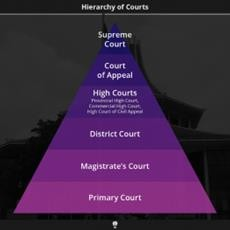 Hierarchy of Courts
Supreme
Court
Court
of Appeal
High Courts
Provincial High Court,
Commercial High Court,
High Court of Civil Appeal
District Court
Magistrate's Court
Primary Court